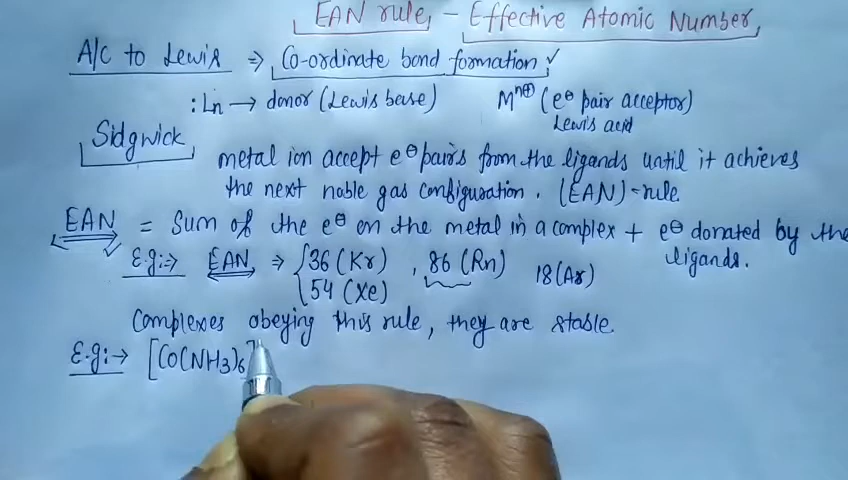 EAN rule, - Effective Atomic Number,
A/C to Lewis ⇒ Co-ordinate bond formation ✓
:Ln → donor (Lewis base) M^n⊕ (e⊖ pair acceptor)
Lewis acid
Sidgwick, metal ion accept e⊖ pairs from the ligands until it achieves
the next noble gas configuration. (EAN)-rule
EAN = Sum of the e⊖ on the metal in a complex + e⊖ donated by the
ligands.
E.g:→ EAN ⇒ {36 (Kr) , 86 (Rn) 18 (Ar)
54 (Xe)
Complexes obeying this rule, they are stable.
E.g:→ [Co(NH3)6]